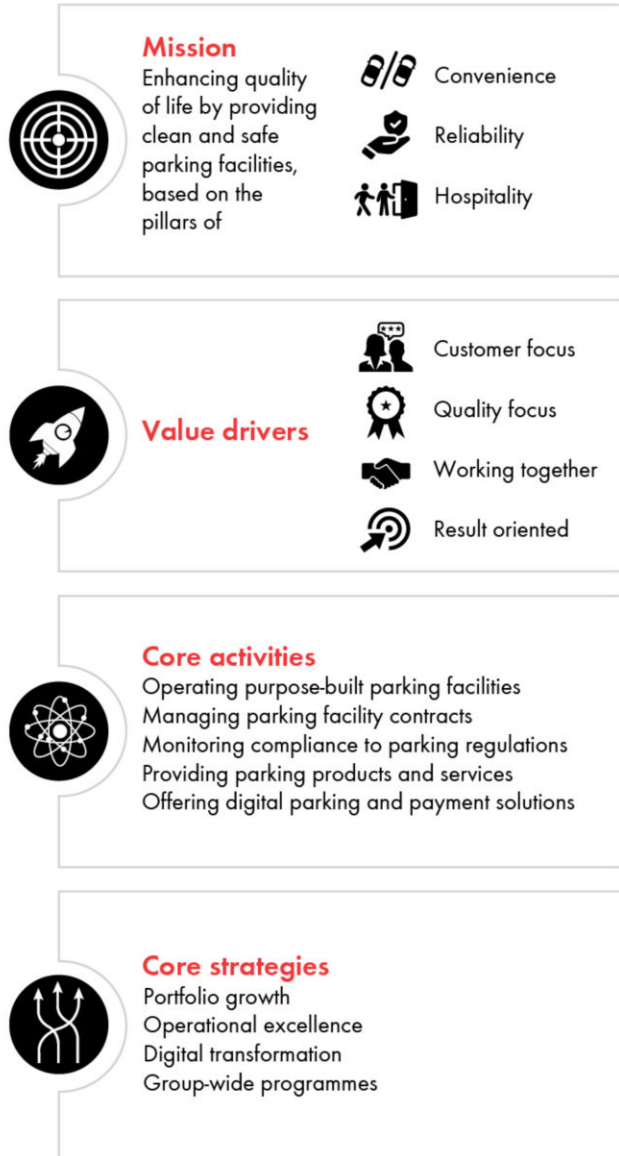 Mission
Enhancing quality
of life by providing
clean and safe
parking facilities,
based on the
pillars of
Convenience
Reliability
Hospitality
Value drivers
Customer focus
Quality focus
Working together
Result oriented
Core activities
Operating purpose-built parking facilities
Managing parking facility contracts
Monitoring compliance to parking regulations
Providing parking products and services
Offering digital parking and payment solutions
Core strategies
Portfolio growth
Operational excellence
Digital transformation
Group-wide programmes